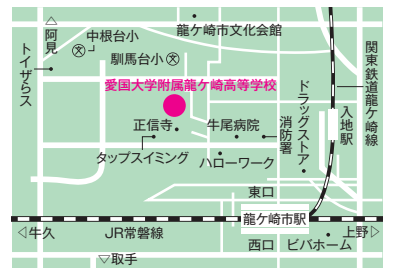 △阿見
中根台小
龍ケ崎市文化会館
トイザらス
馴馬台小
関東鉄道龍ケ崎線
愛国大学附属龍ケ崎高等学校
ドラッグストア
入地駅
正信寺
牛尾病院
消防署
タップスイミング
ハローワーク
東口
龍ケ崎市駅
◁牛久
JR常磐線
上野▷
西口
ビバホーム
▽取手